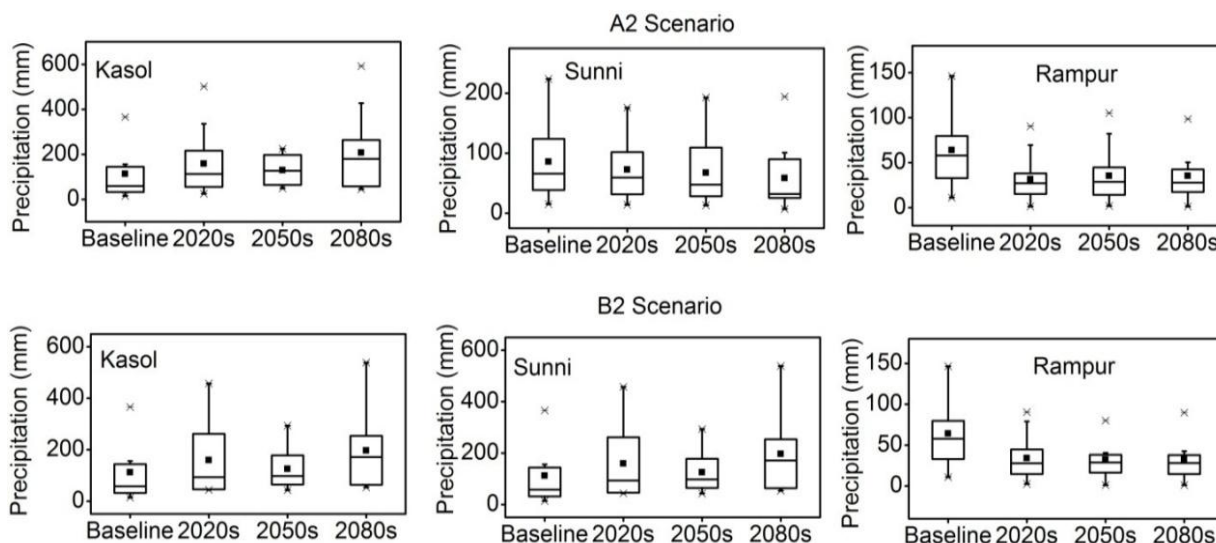 A2 Scenario
Precipitation (mm)
600
400
200
0
Kasol
Baseline 2020s 2050s 2080s
Precipitation (mm)
200
100
0
Sunni
Baseline 2020s 2050s 2080s
Precipitation (mm)
150
100
50
0
Rampur
Baseline 2020s 2050s 2080s
B2 Scenario
Precipitation (mm)
600
400
200
0
Kasol
Baseline 2020s 2050s 2080s
Precipitation (mm)
600
400
200
0
Sunni
Baseline 2020s 2050s 2080s
Precipitation (mm)
150
100
50
0
Rampur
Baseline 2020s 2050s 2080s